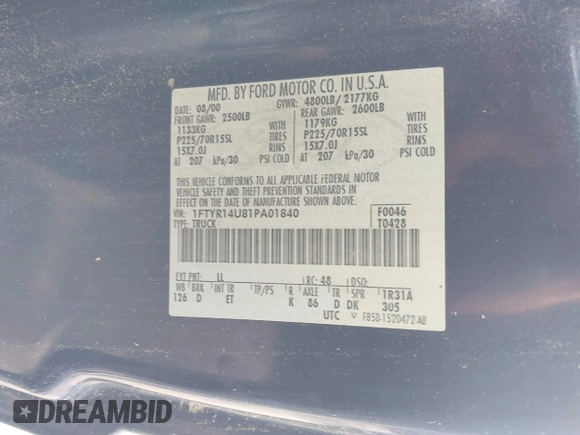 MFD. BY FORD MOTOR CO. IN U.S.A.
DATE: 08/00 GVWR: 4800LB/ 2177KG
FRONT GAWR: 2500LB REAR GAWR: 2600LB
1133KG WITH 1179KG WITH
P225/70R15SL TIRES P225/70R15SL TIRES
15X7.0J RIMS 15X7.0J RIMS
AT 207 kPa/30 PSI COLD AT 207 kPa/30 PSI COLD
THIS VEHICLE CONFORMS TO ALL APPLICABLE FEDERAL MOTOR
VEHICLE SAFETY AND THEFT PREVENTION STANDARDS IN
EFFECT ON THE DATE OF MANUFACTURE SHOWN ABOVE.
VIN: 1FTYR14U81PA01840 F0046
TYPE: TRUCK T0428
EXT PNT: LL RC: 48 DSO:
WB BRK INT TR TP/PS R AXLE TR SPR 1R31A
126 D ET K 86 D DK 305
UTC F85B-1520472-AB
DREAMBID